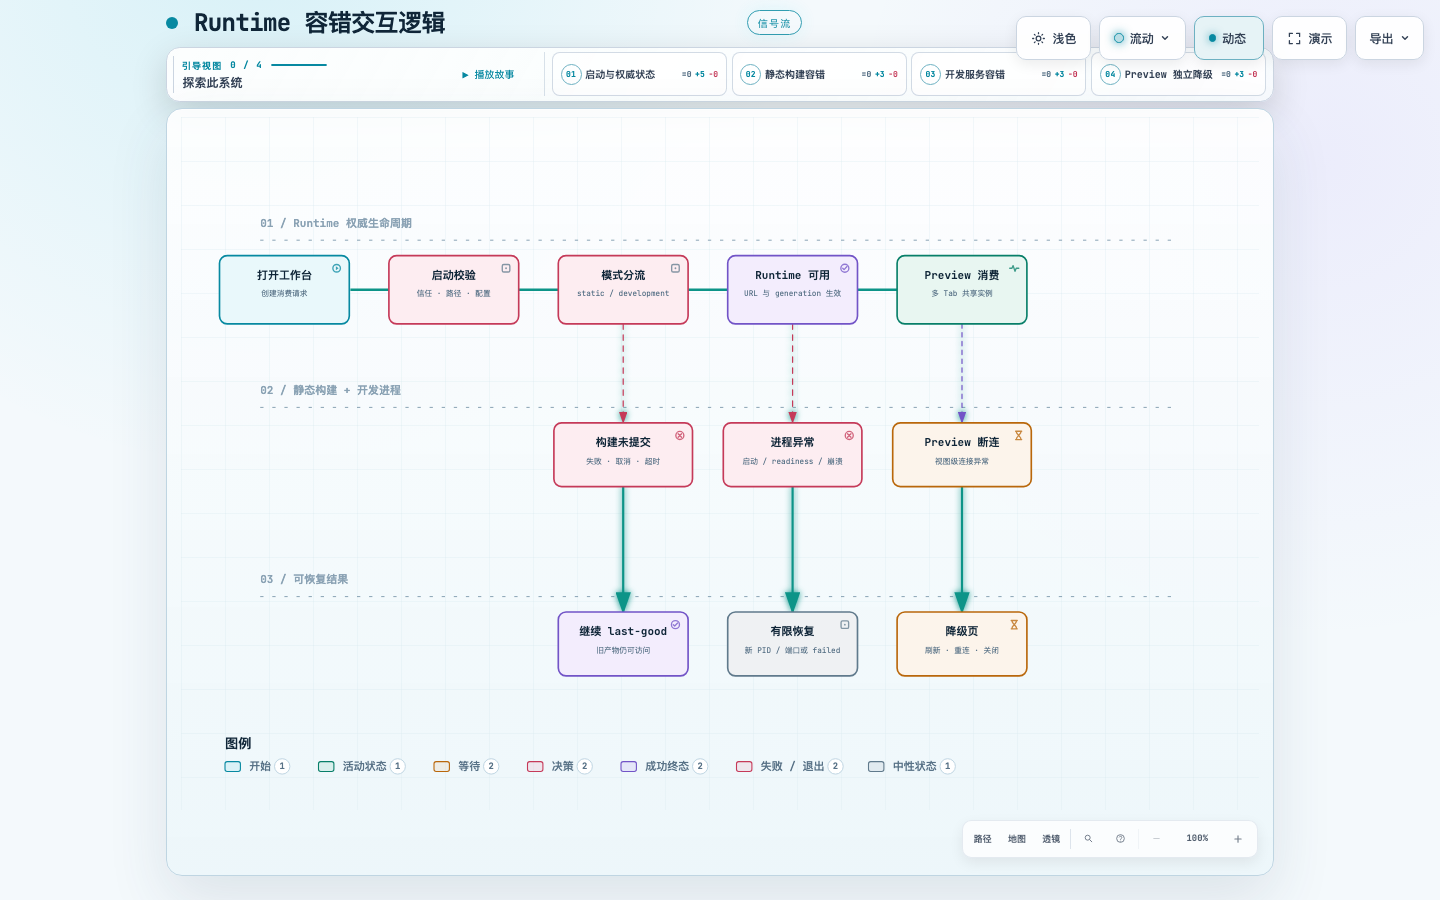 Runtime 容错交互逻辑
信号流
浅色
流动
动态
演示
导出
引导视图 0 / 4
探索此系统
▶ 播放故事
01 启动与权威状态 ≡0 +5 -0
02 静态构建容错 ≡0 +3 -0
03 开发服务容错 ≡0 +3 -0
04 Preview 独立降级 ≡0 +3 -0
01 / Runtime 权威生命周期
打开工作台
创建消费请求
启动校验
信任 · 路径 · 配置
模式分流
static / development
Runtime 可用
URL 与 generation 生效
Preview 消费
多 Tab 共享实例
02 / 静态构建 + 开发进程
构建未提交
失败 · 取消 · 超时
进程异常
启动 / readiness / 崩溃
Preview 断连
视图级连接异常
03 / 可恢复结果
继续 last-good
旧产物仍可访问
有限恢复
新 PID / 端口或 failed
降级页
刷新 · 重连 · 关闭
图例
开始 1
活动状态 1
等待 2
决策 2
成功终态 2
失败 / 退出 2
中性状态 1
路径 地图 透镜 − 100% +